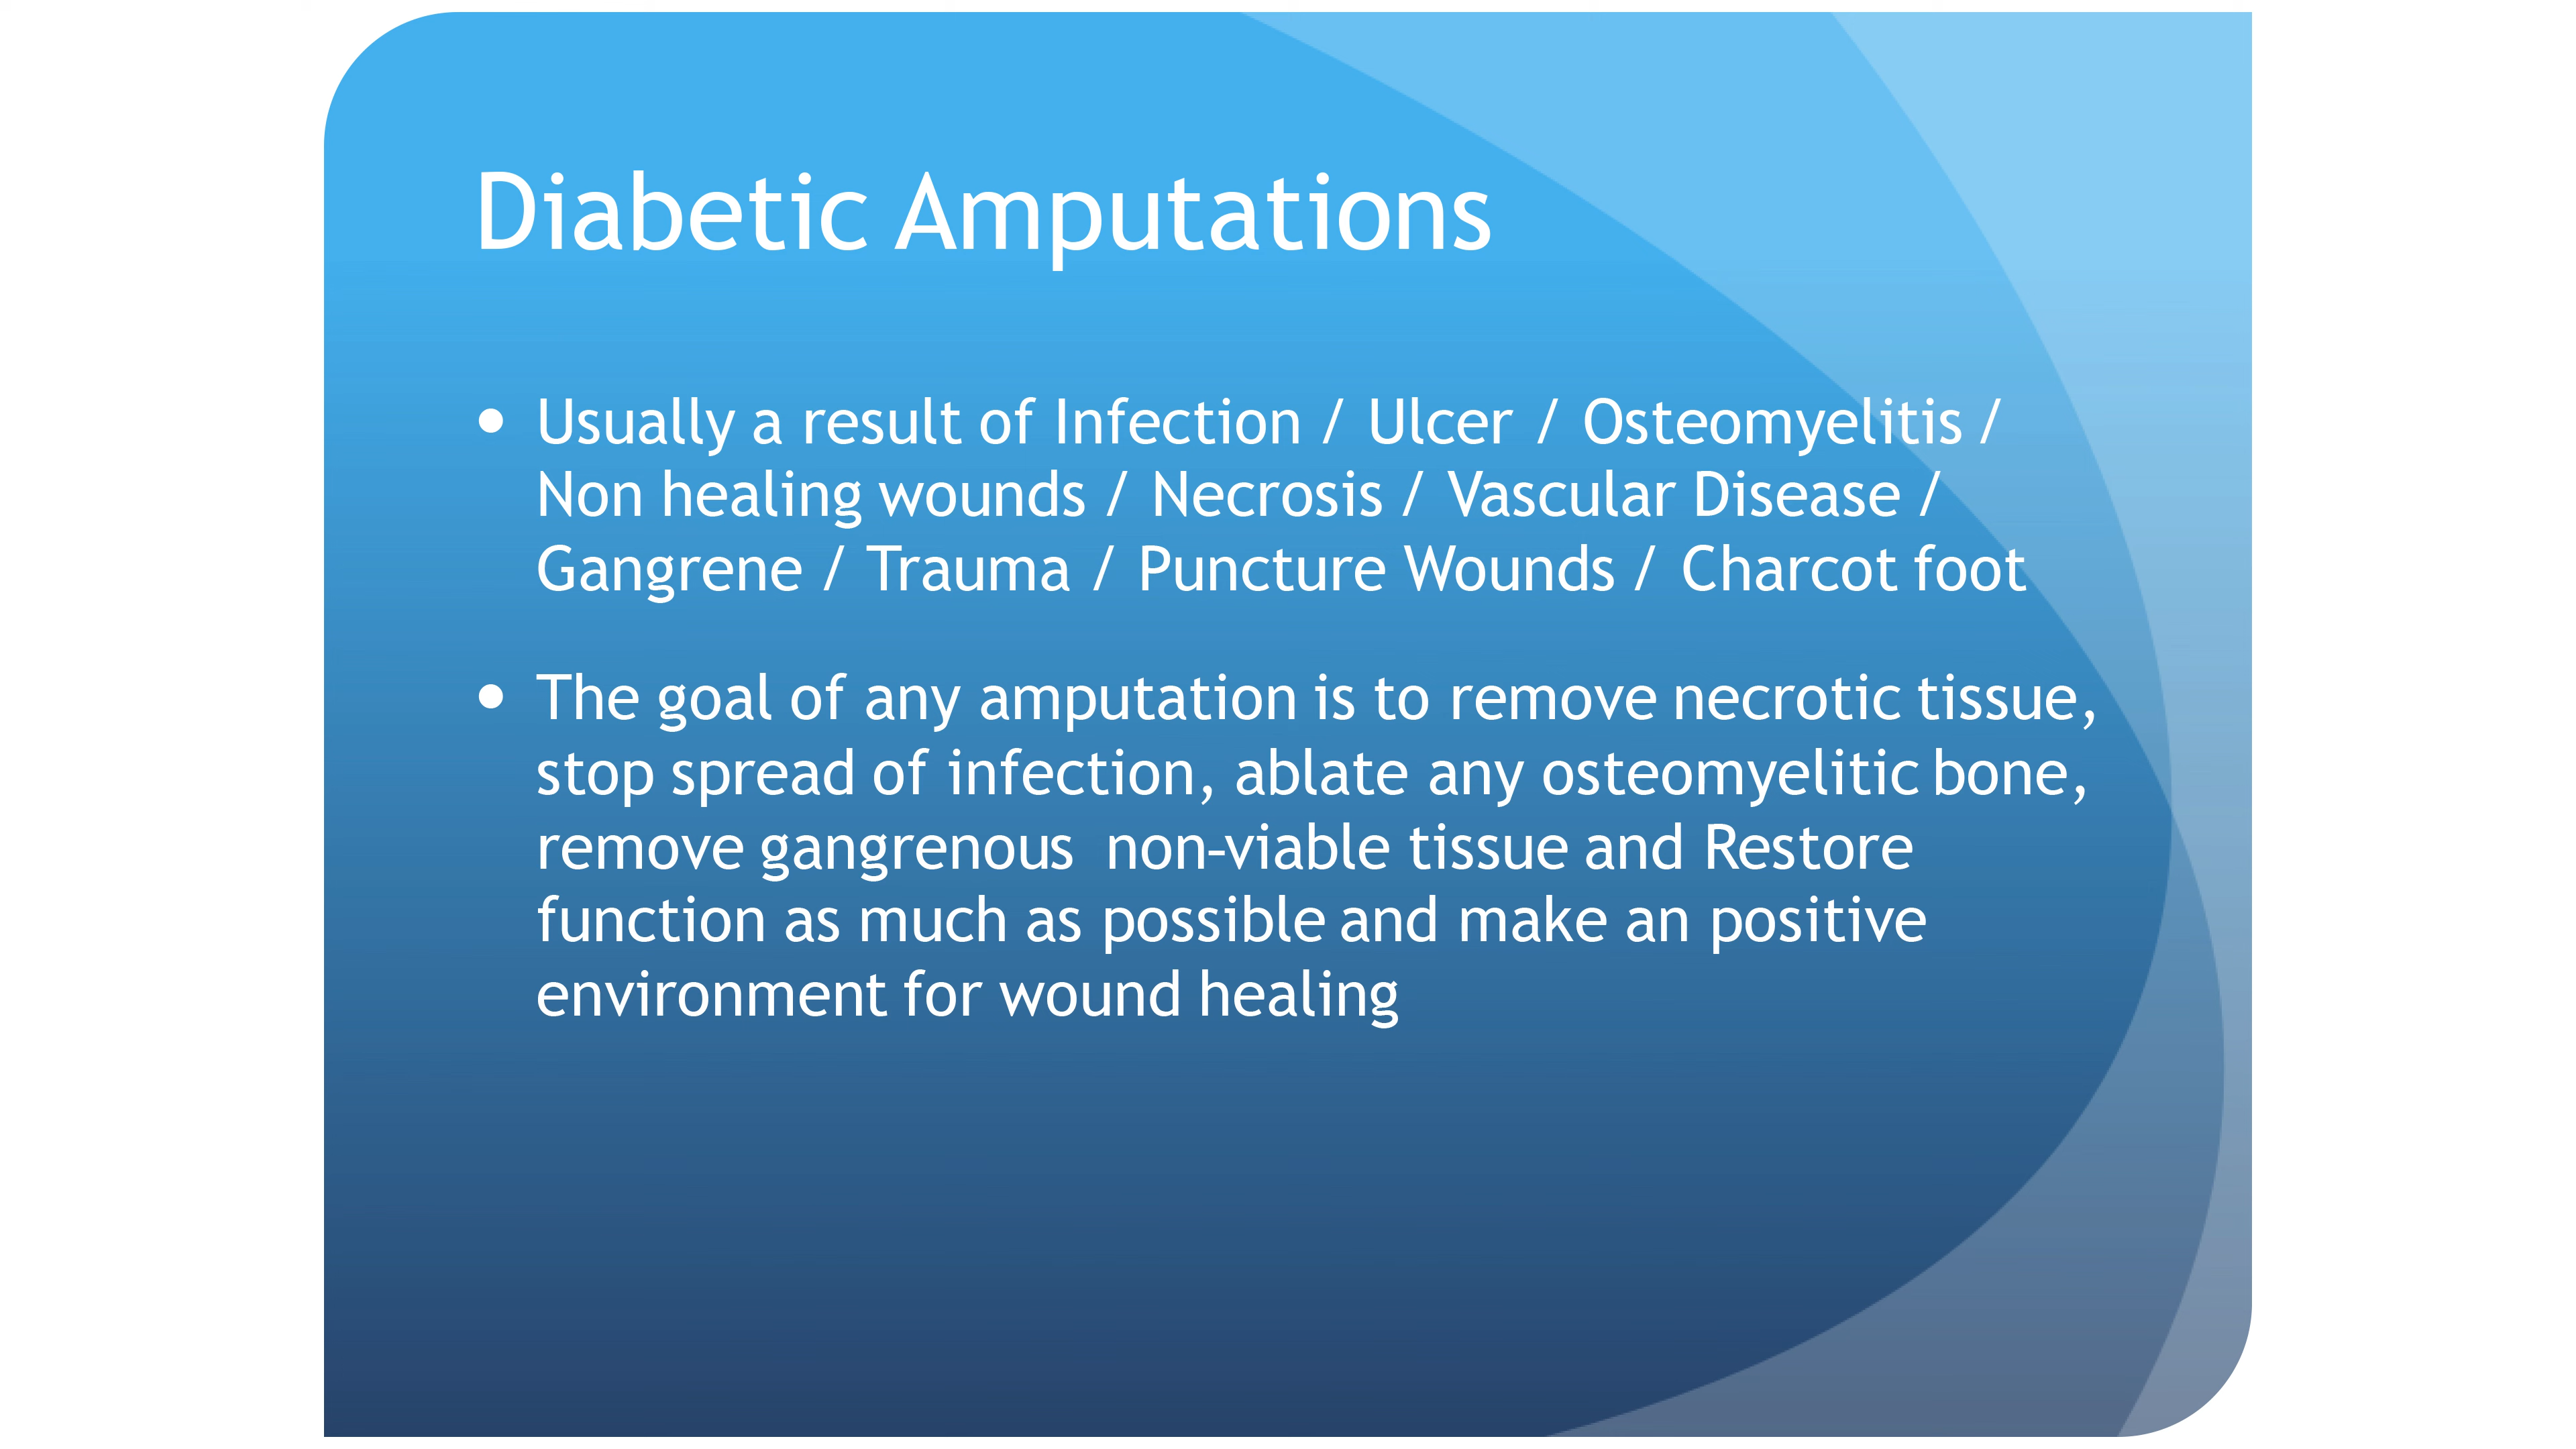 Diabetic Amputations
• Usually a result of Infection / Ulcer / Osteomyelitis /
Non healing wounds / Necrosis / Vascular Disease /
Gangrene / Trauma / Puncture Wounds / Charcot foot
• The goal of any amputation is to remove necrotic tissue,
stop spread of infection, ablate any osteomyelitic bone,
remove gangrenous  non-viable tissue and Restore
function as much as possible and make an positive
environment for wound healing